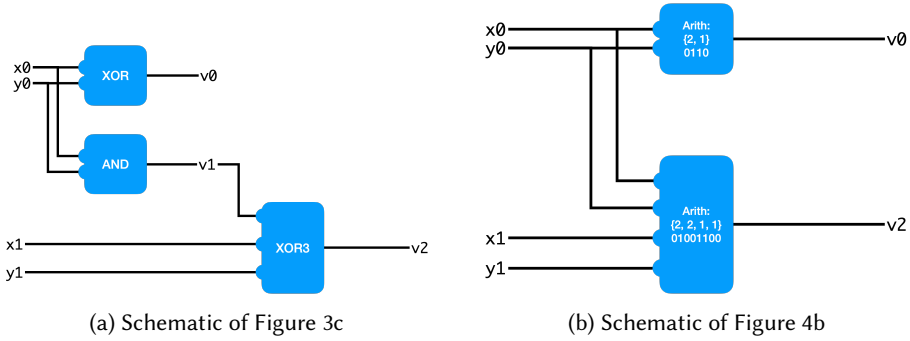 x0
y0
XOR
v0
AND
v1
x1
y1
XOR3
v2
(a) Schematic of Figure 3c
x0
y0
Arith:
{2, 1}
0110
v0
Arith:
{2, 2, 1, 1}
01001100
x1
y1
v2
(b) Schematic of Figure 4b